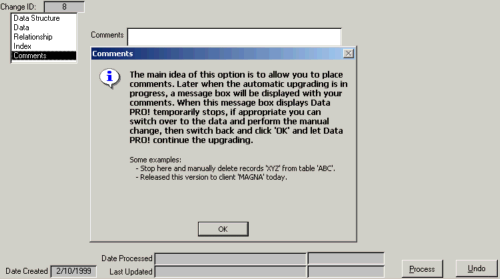 Change ID: 8
Data Structure
Data
Relationship
Index
Comments
Comments
Comments
The main idea of this option is to allow you to place
comments. Later when the automatic upgrading is in
progress, a message box will be displayed with your
comments. When this message box displays Data
PRO! temporarily stops, if appropriate you can
switch over to the data and perform the manual
change, then switch back and click 'OK' and let Data
PRO! continue the upgrading.
Some examples:
- Stop here and manually delete records 'XYZ' from table 'ABC'.
- Released this version to client 'MAGNA' today.
OK
Date Processed
Date Created 2/10/1999 Last Updated
Process Undo